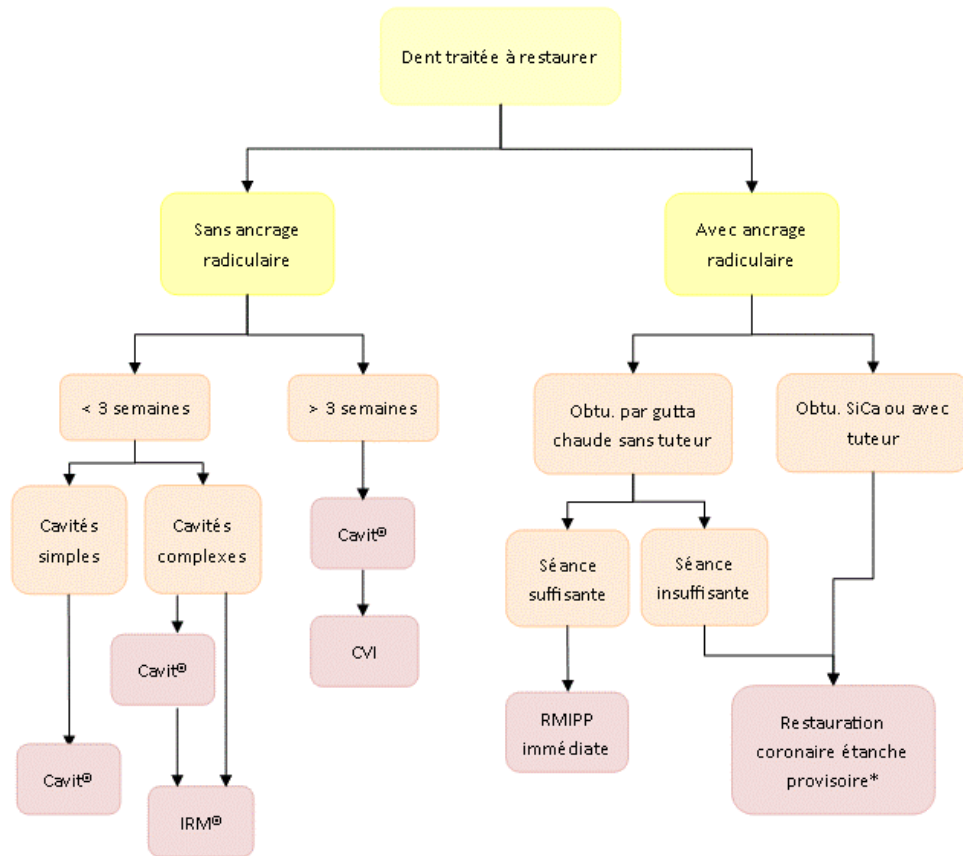 Dent traitée à restaurer
Sans ancrage
radiculaire
Avec ancrage
radiculaire
< 3 semaines
> 3 semaines
Obtu. par gutta
chaude sans tuteur
Obtu. SiCa ou avec
tuteur
Cavités
simples
Cavités
complexes
Cavit®
Séance
suffisante
Séance
insuffisante
Cavit®
CVI
Cavit®
IRM®
RMIPP
immédiate
Restauration
coronaire étanche
provisoire*